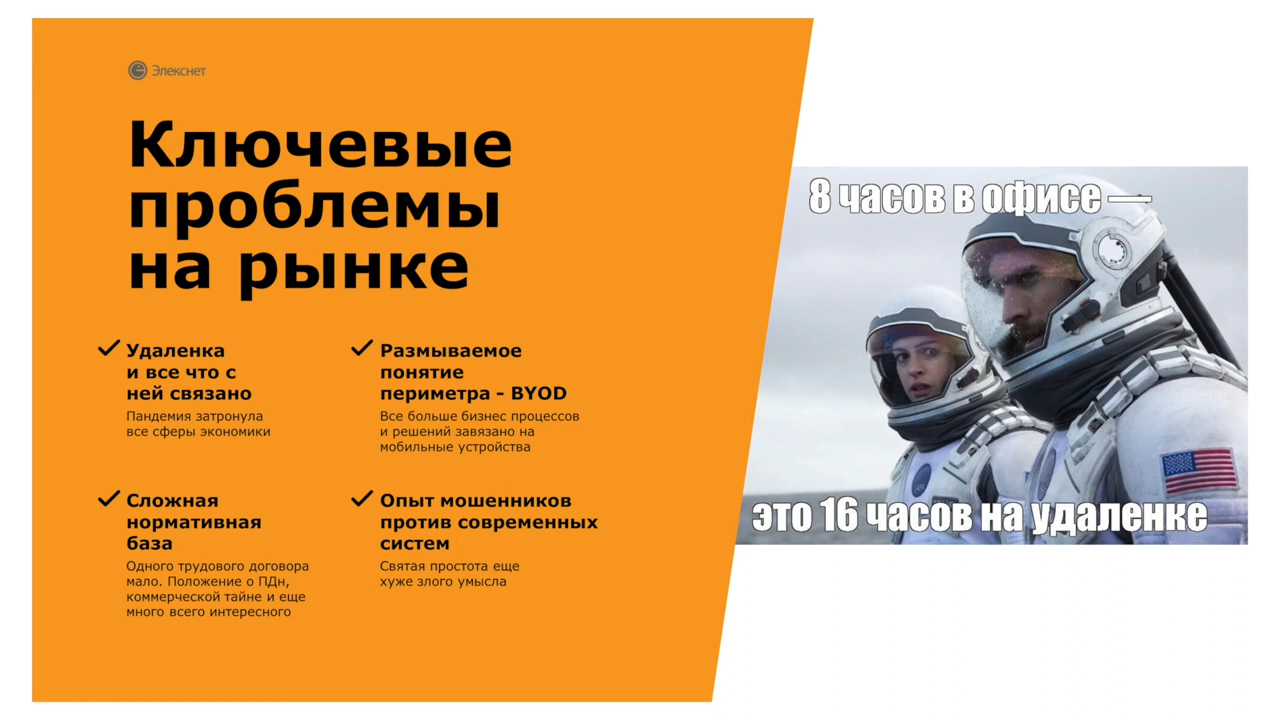 Элекснет
Ключевые
проблемы
на рынке
Удаленка
и все что с
ней связано
Пандемия затронула
все сферы экономики
Размываемое
понятие
периметра - BYOD
Все больше бизнес процессов
и решений завязано на
мобильные устройства
Сложная
нормативная
база
Одного трудового договора
мало. Положение о ПДн,
коммерческой тайне и еще
много всего интересного
Опыт мошенников
против современных
систем
Святая простота еще
хуже злого умысла
8 часов в офисе —
это 16 часов на удаленке